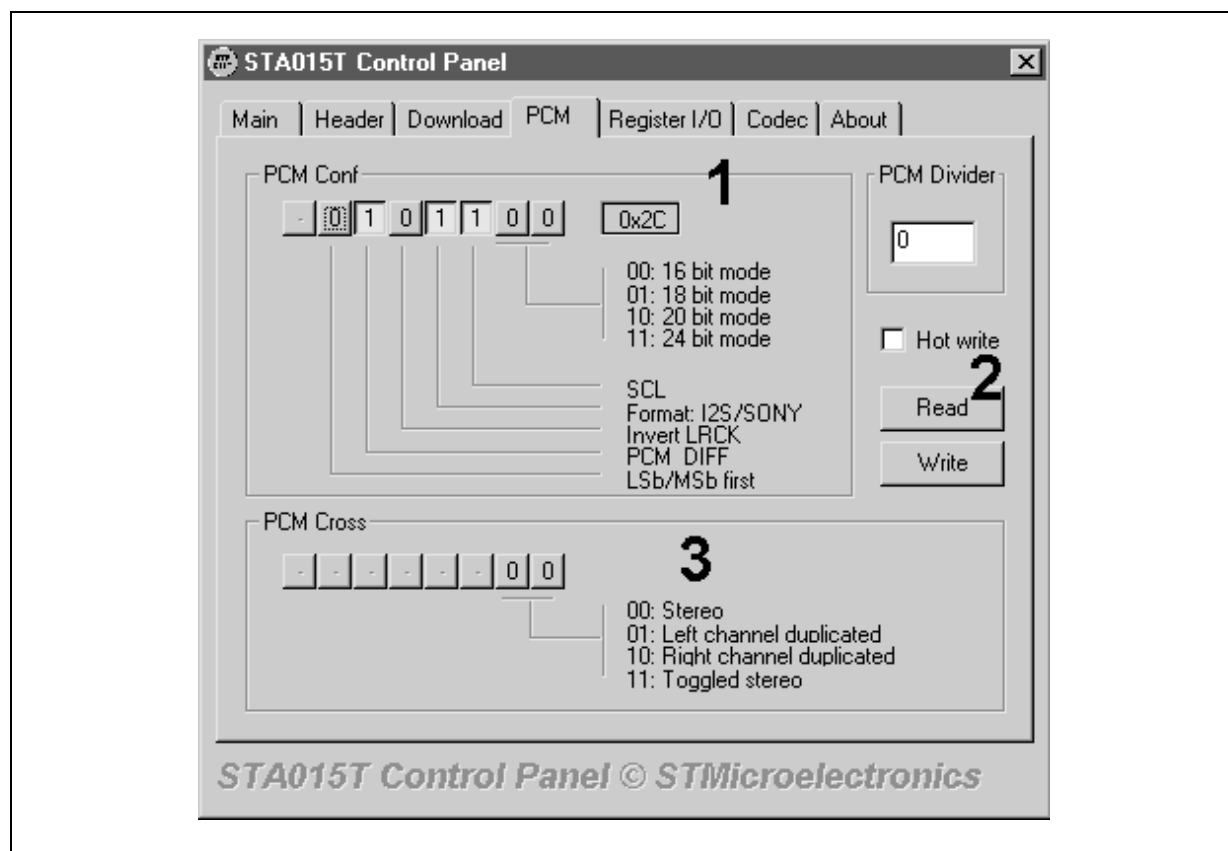 STA015T Control Panel
Main Header Download PCM Register I/O Codec About
PCM Conf
1
PCM Divider
- 0 1 0 1 1 0 0 0x2C
0
00: 16 bit mode
01: 18 bit mode
10: 20 bit mode
11: 24 bit mode
Hot write
2
SCL
Format: I2S/SONY
Invert LRCK
PCM DIFF
LSb/MSb first
Read
Write
PCM Cross
- - - - - - 0 0
3
00: Stereo
01: Left channel duplicated
10: Right channel duplicated
11: Toggled stereo
STA015T Control Panel © STMicroelectronics